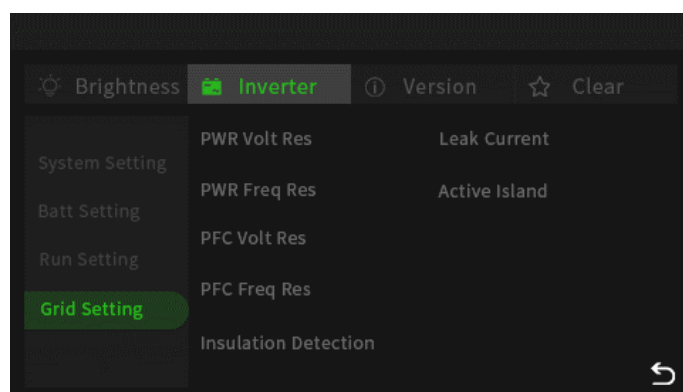 Brightness Inverter Version Clear
System Setting
Batt Setting
Run Setting
Grid Setting
PWR Volt Res Leak Current
PWR Freq Res Active Island
PFC Volt Res
PFC Freq Res
Insulation Detection